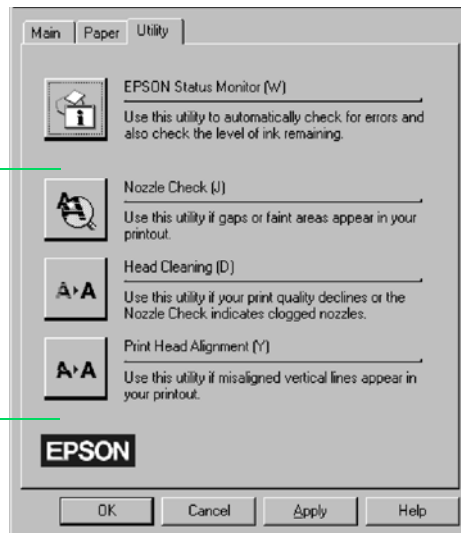 Main Paper Utility
EPSON Status Monitor (W)
Use this utility to automatically check for errors and
also check the level of ink remaining.
Nozzle Check (J)
Use this utility if gaps or faint areas appear in your
printout.
Head Cleaning (D)
Use this utility if your print quality declines or the
Nozzle Check indicates clogged nozzles.
Print Head Alignment (Y)
Use this utility if misaligned vertical lines appear in
your printout.
EPSON
OK Cancel Apply Help